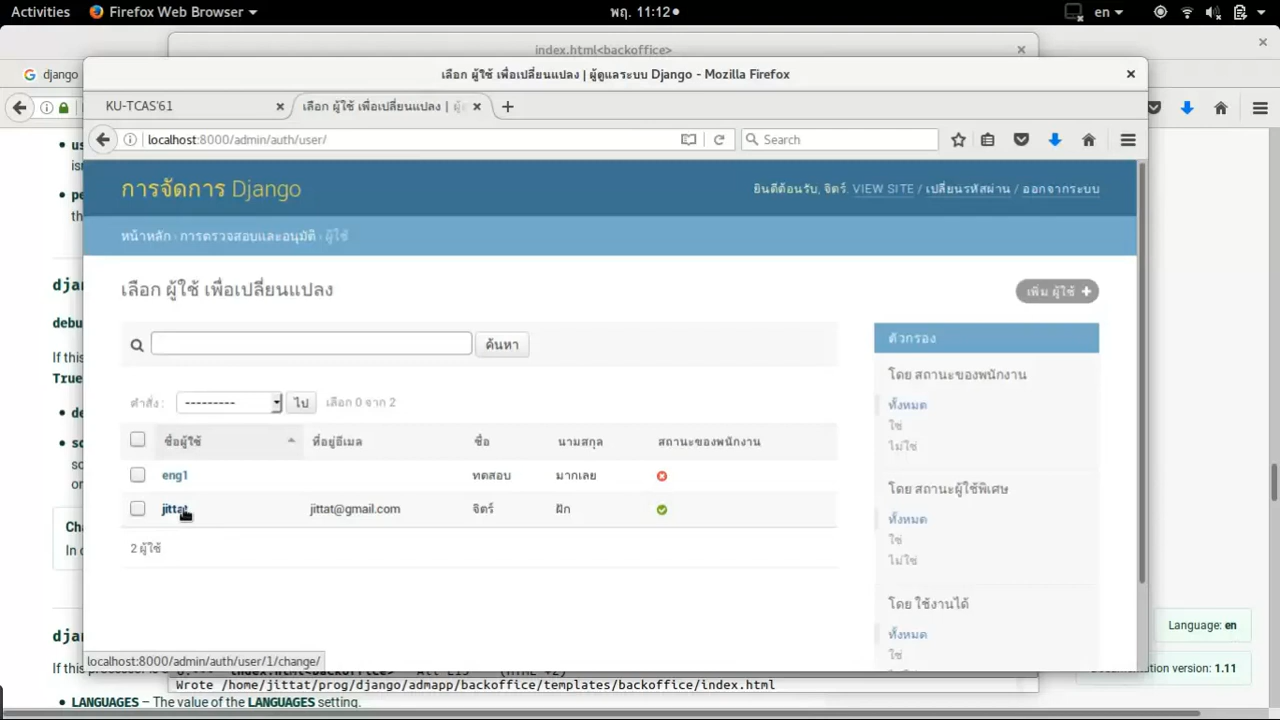 Activities
Firefox Web Browser
พฤ. 11:12
en
index.html<backoffice>
django
เลือก ผู้ใช้ เพื่อเปลี่ยนแปลง | ผู้ดูแลระบบ Django - Mozilla Firefox
KU-TCAS'61
เลือก ผู้ใช้ เพื่อเปลี่ยนแปลง |
localhost:8000/admin/auth/user/
Search
การจัดการ Django
ยินดีต้อนรับ, จิตร์. VIEW SITE / เปลี่ยนรหัสผ่าน / ออกจากระบบ
หน้าหลัก › การตรวจสอบและอนุมัติ › ผู้ใช้
เลือก ผู้ใช้ เพื่อเปลี่ยนแปลง
เพิ่ม ผู้ใช้ +
ค้นหา
คำสั่ง :
---------
ไป
เลือก 0 จาก 2
ชื่อผู้ใช้ ที่อยู่อีเมล ชื่อ นามสกุล สถานะของพนักงาน
eng1 ทดสอบ มากเลย
jittat jittat@gmail.com จิตร์ ฝัก
2 ผู้ใช้
ตัวกรอง
โดย สถานะของพนักงาน
ทั้งหมด
ใช่
ไม่ใช่
โดย สถานะผู้ใช้พิเศษ
ทั้งหมด
ใช่
ไม่ใช่
โดย ใช้งานได้
ทั้งหมด
ใช่
localhost:8000/admin/auth/user/1/change/
If this
True
If this
Language: en
Documentation version: 1.11
index.html<backoffice>
Wrote /home/jittat/prog/django/admapp/backoffice/templates/backoffice/index.html
• LANGUAGES – The value of the LANGUAGES setting.